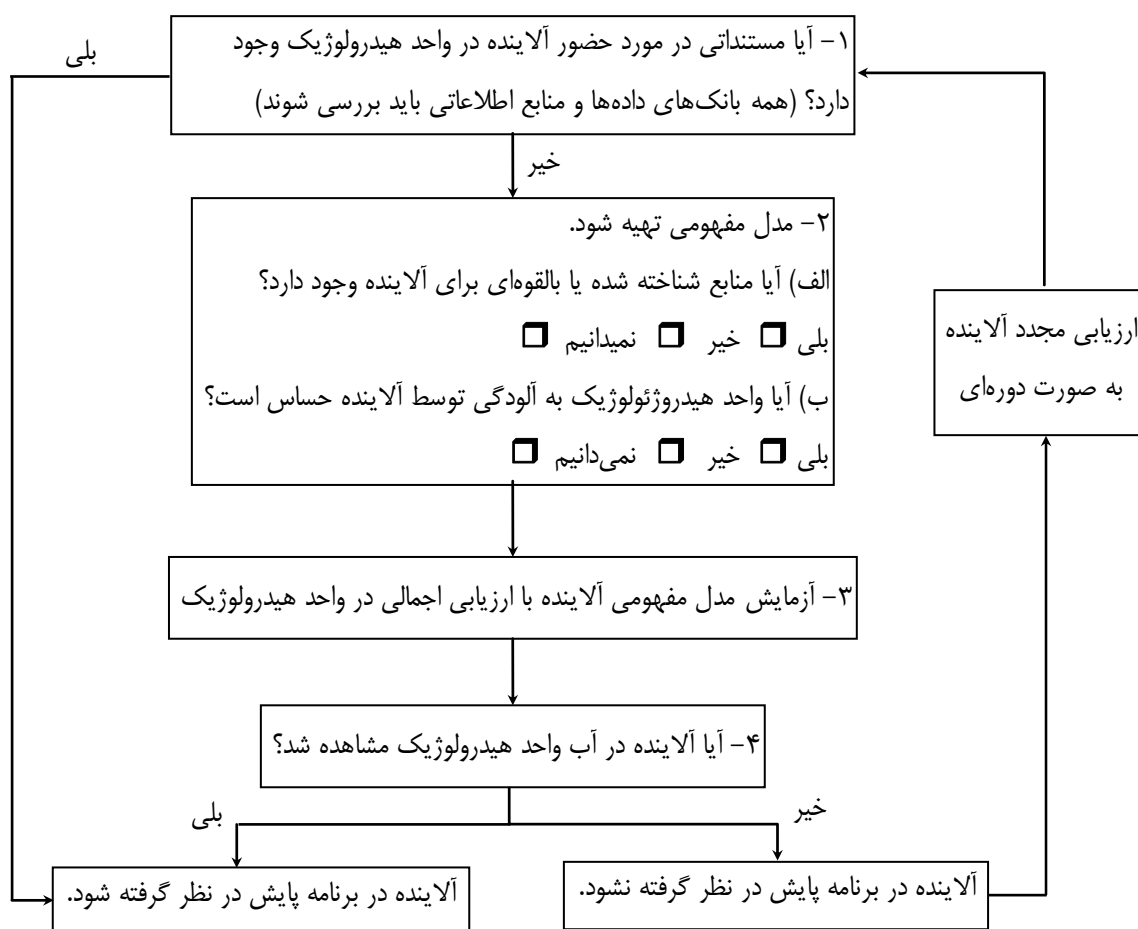 ۱- آیا مستنداتی در مورد حضور آلاینده در واحد هیدرولوژیک وجود
دارد؟ (همه بانک‌های داده‌ها و منابع اطلاعاتی باید بررسی شوند)
بلی
خیر
۲- مدل مفهومی تهیه شود.
الف) آیا منابع شناخته شده یا بالقوه‌ای برای آلاینده وجود دارد؟
بلی ❒ خیر ❒ نمیدانیم ❒
ب) آیا واحد هیدروژئولوژیک به آلودگی توسط آلاینده حساس است؟
بلی ❒ خیر ❒ نمی‌دانیم ❒
ارزیابی مجدد آلاینده
به صورت دوره‌ای
۳- آزمایش مدل مفهومی آلاینده با ارزیابی اجمالی در واحد هیدرولوژیک
۴- آیا آلاینده در آب واحد هیدرولوژیک مشاهده شد؟
خیر
بلی
آلاینده در برنامه پایش در نظر گرفته نشود.
آلاینده در برنامه پایش در نظر گرفته شود.